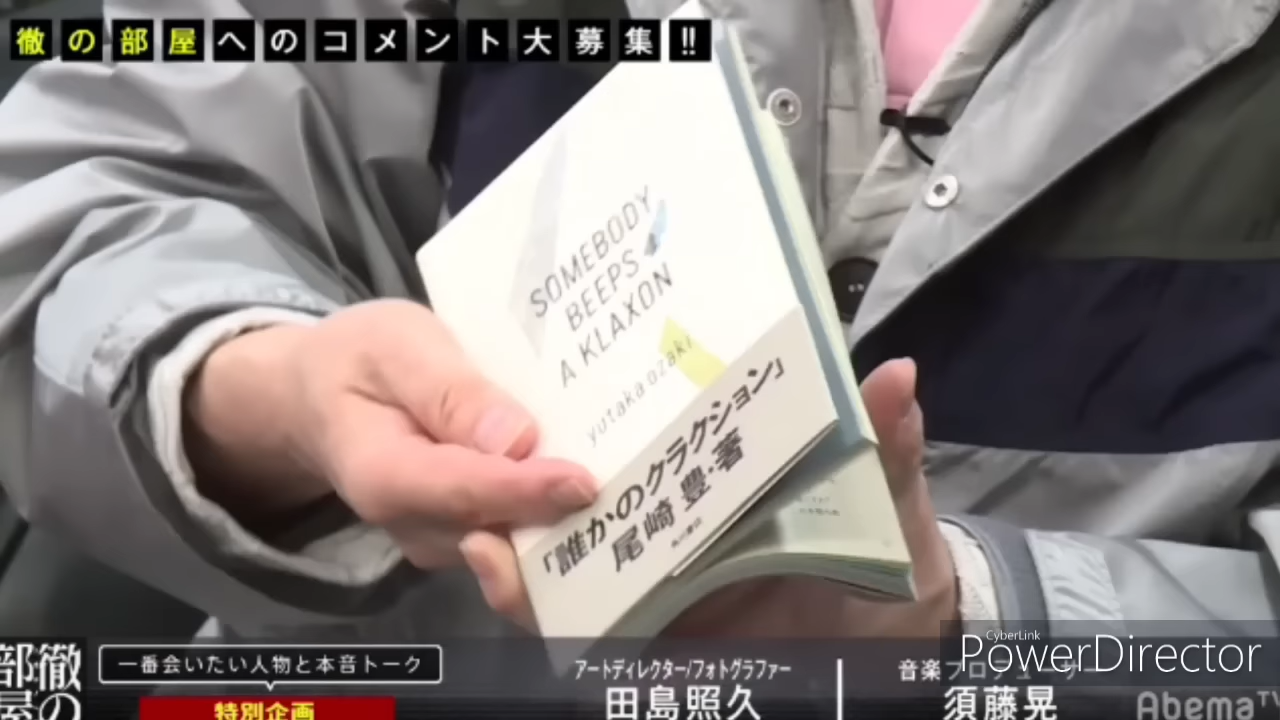 徹の部屋へのコメント大募集!!
SOMEBODY
BEEPS
A KLAXON
yutaka ozaki
「誰かのクラクション」
尾崎 豊・著
徹の
部屋
一番会いたい人物と本音トーク
特別企画
アートディレクター/フォトグラファー
田島照久
音楽プロデューサー
須藤晃
CyberLink
PowerDirector
AbemaTV